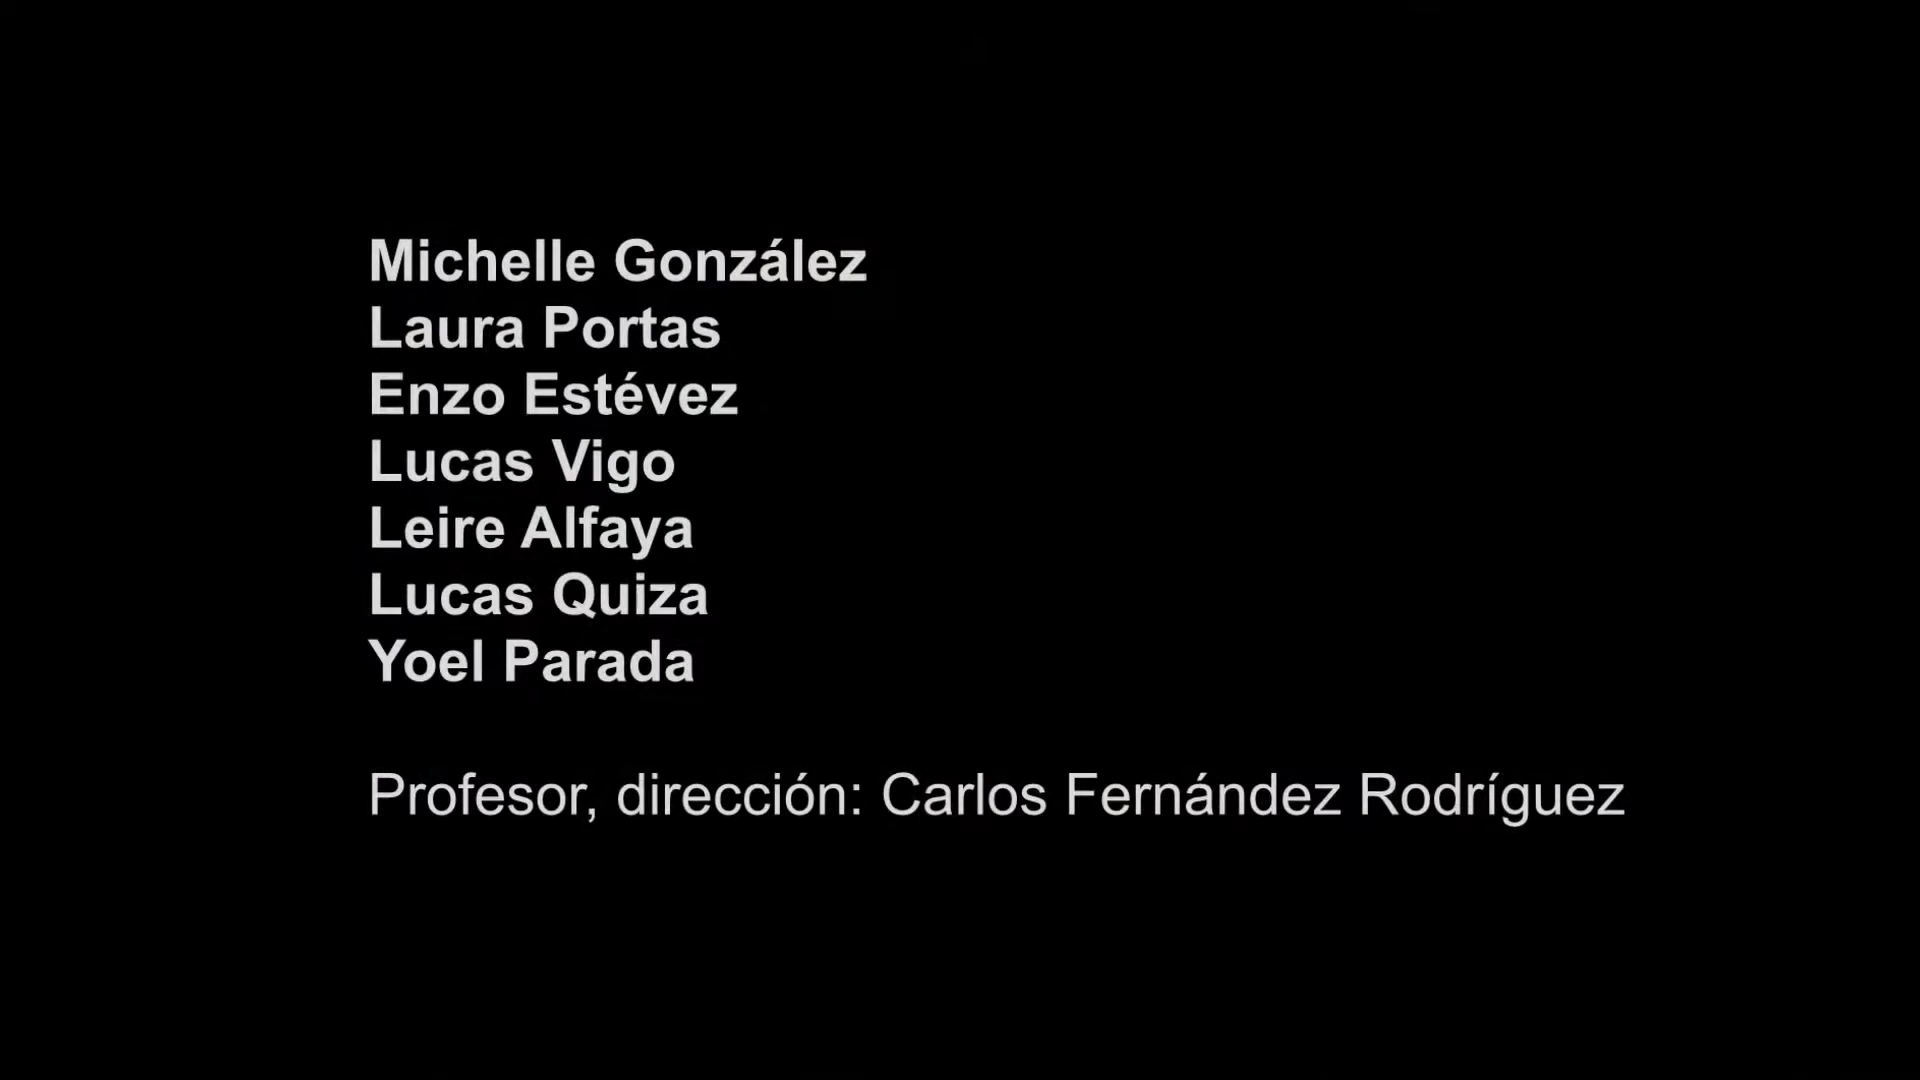 Michelle González
Laura Portas
Enzo Estévez
Lucas Vigo
Leire Alfaya
Lucas Quiza
Yoel Parada
Profesor, dirección: Carlos Fernández Rodríguez